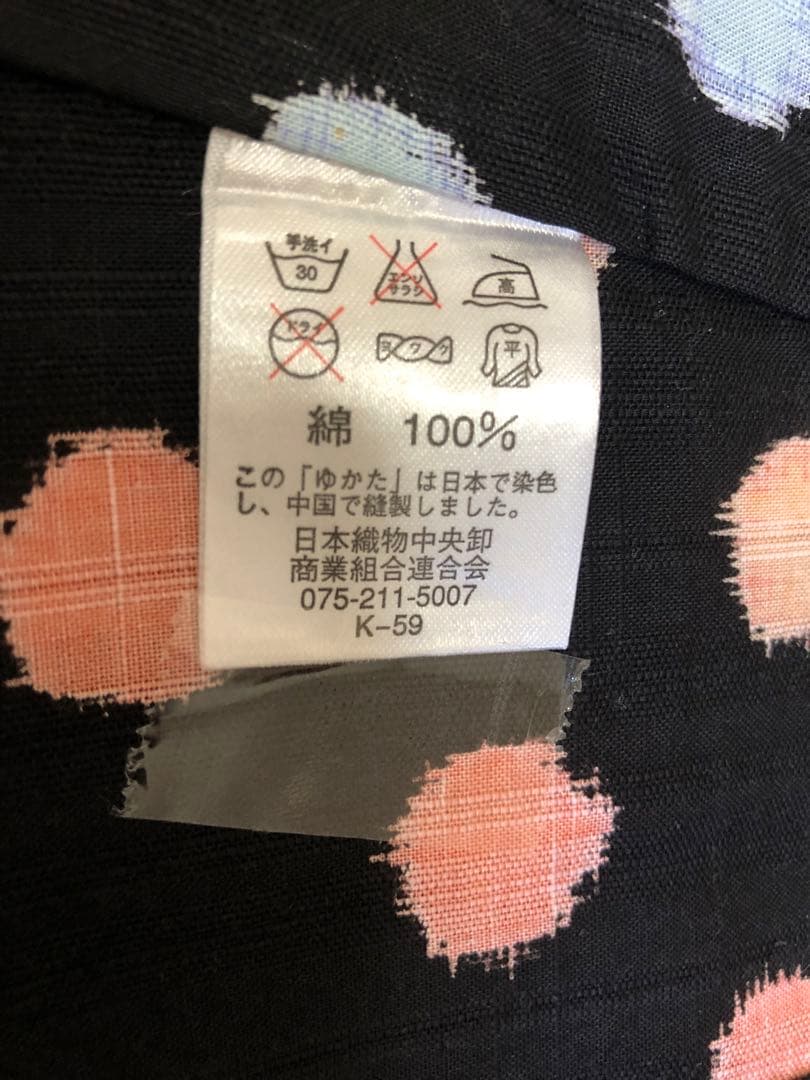 手洗イ
30
エンソ
サラシ
高
ドライ
ヨワク
平
綿 100%
この「ゆかた」は日本で染色
し、中国で縫製しました。
日本織物中央卸
商業組合連合会
075-211-5007
K-59